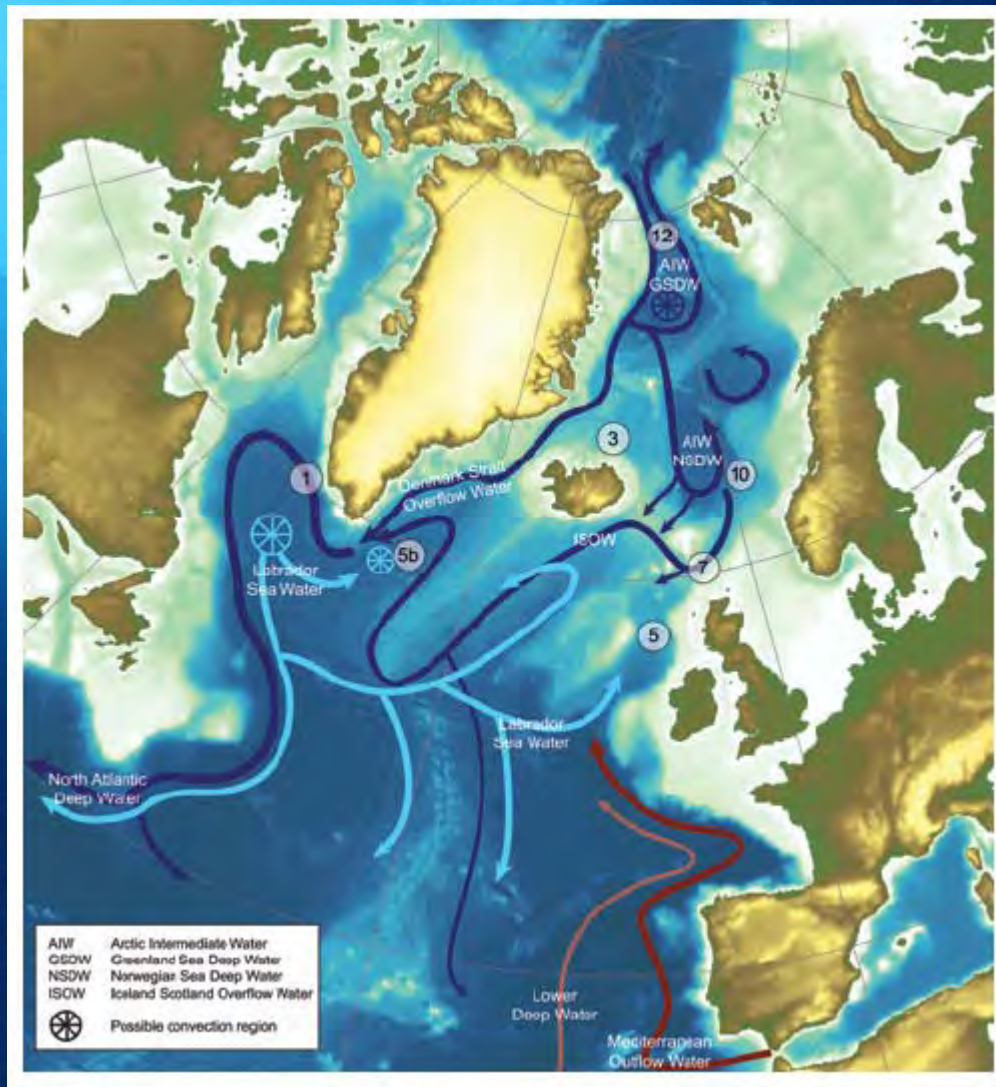 12
AIW
GSDW
3
AIW
NSDW
10
1
Denmark Strait
Overflow Water
ISOW
5b
7
Labrador
Sea Water
5
Labrador
Sea Water
North Atlantic
Deep Water
Lower
Deep Water
Mediterranean
Outflow Water
AIW Arctic Intermediate Water
GSDW Greenland Sea Deep Water
NSDW Norwegian Sea Deep Water
ISOW Iceland Scotland Overflow Water
Possible convection region